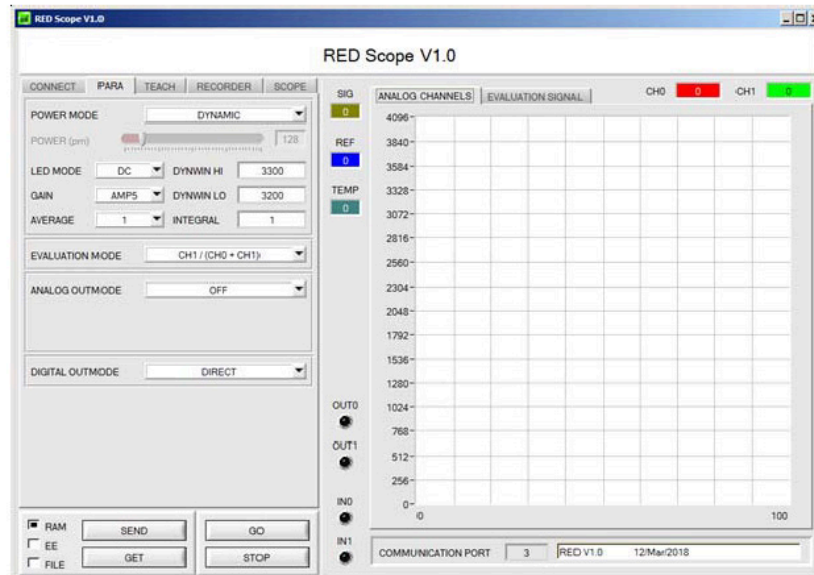 RED Scope V1.0
RED Scope V1.0
CONNECT PARA TEACH RECORDER SCOPE
POWER MODE DYNAMIC
POWER (pm) 128
LED MODE DC DYNWIN HI 3300
GAIN AMP5 DYNWIN LO 3200
AVERAGE 1 INTEGRAL 1
EVALUATION MODE CH1 / (CH0 + CH1)
ANALOG OUTMODE OFF
DIGITAL OUTMODE DIRECT
RAM
EE
FILE
SEND GO
GET STOP
SIG
0
REF
0
TEMP
0
OUT0
OUT1
IN0
IN1
ANALOG CHANNELS EVALUATION SIGNAL CH0 0 CH1 0
4096
3840
3584
3328
3072
2816
2560
2304
2048
1792
1536
1280
1024
768
512
256
0
0 100
COMMUNICATION PORT 3 RED V1.0 12/Mar/2018